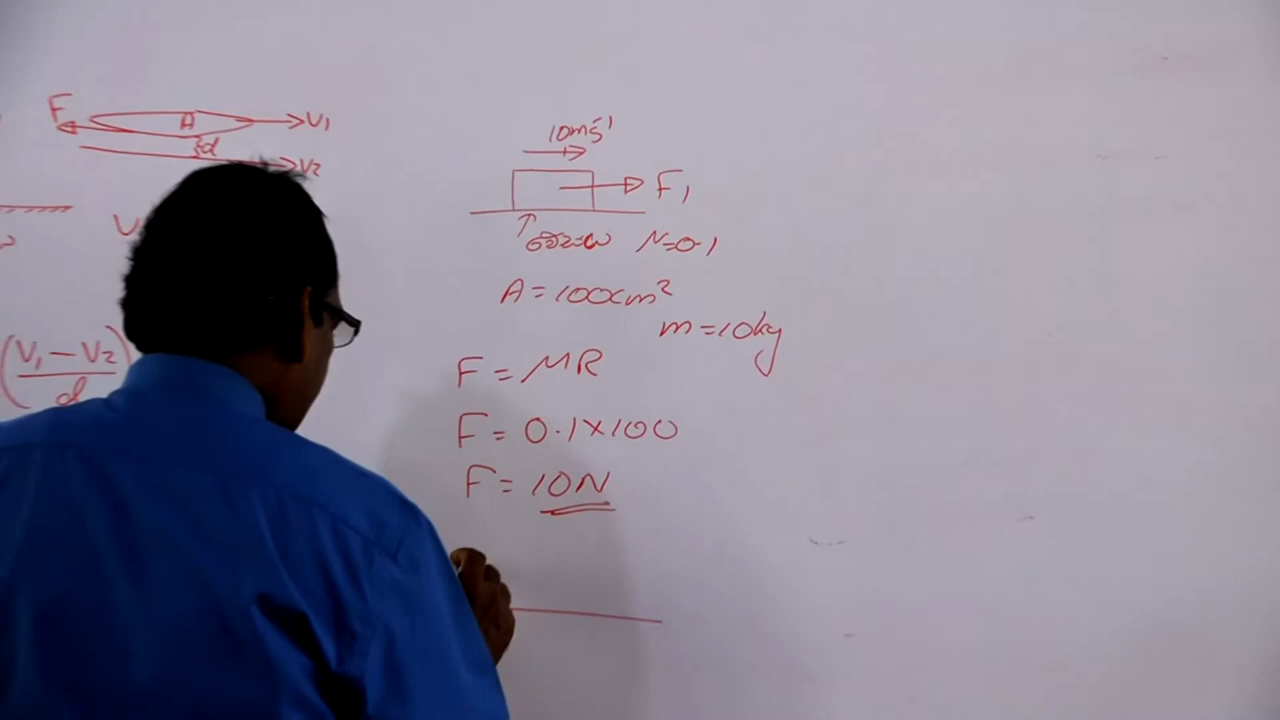 F A V₁
d
V₂
(V₁ - V₂)
d
10ms⁻¹
F₁
μ=0.1
A = 100cm²
m = 10kg
F = μR
F = 0.1×100
F = 10N